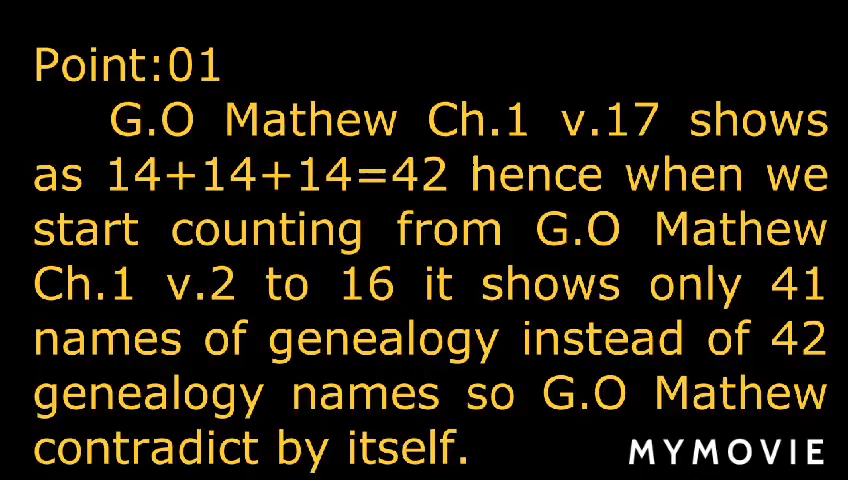 Point:01
G.O Mathew Ch.1 v.17 shows
as 14+14+14=42 hence when we
start counting from G.O Mathew
Ch.1 v.2 to 16 it shows only 41
names of genealogy instead of 42
genealogy names so G.O Mathew
contradict by itself.
MYMOVIE